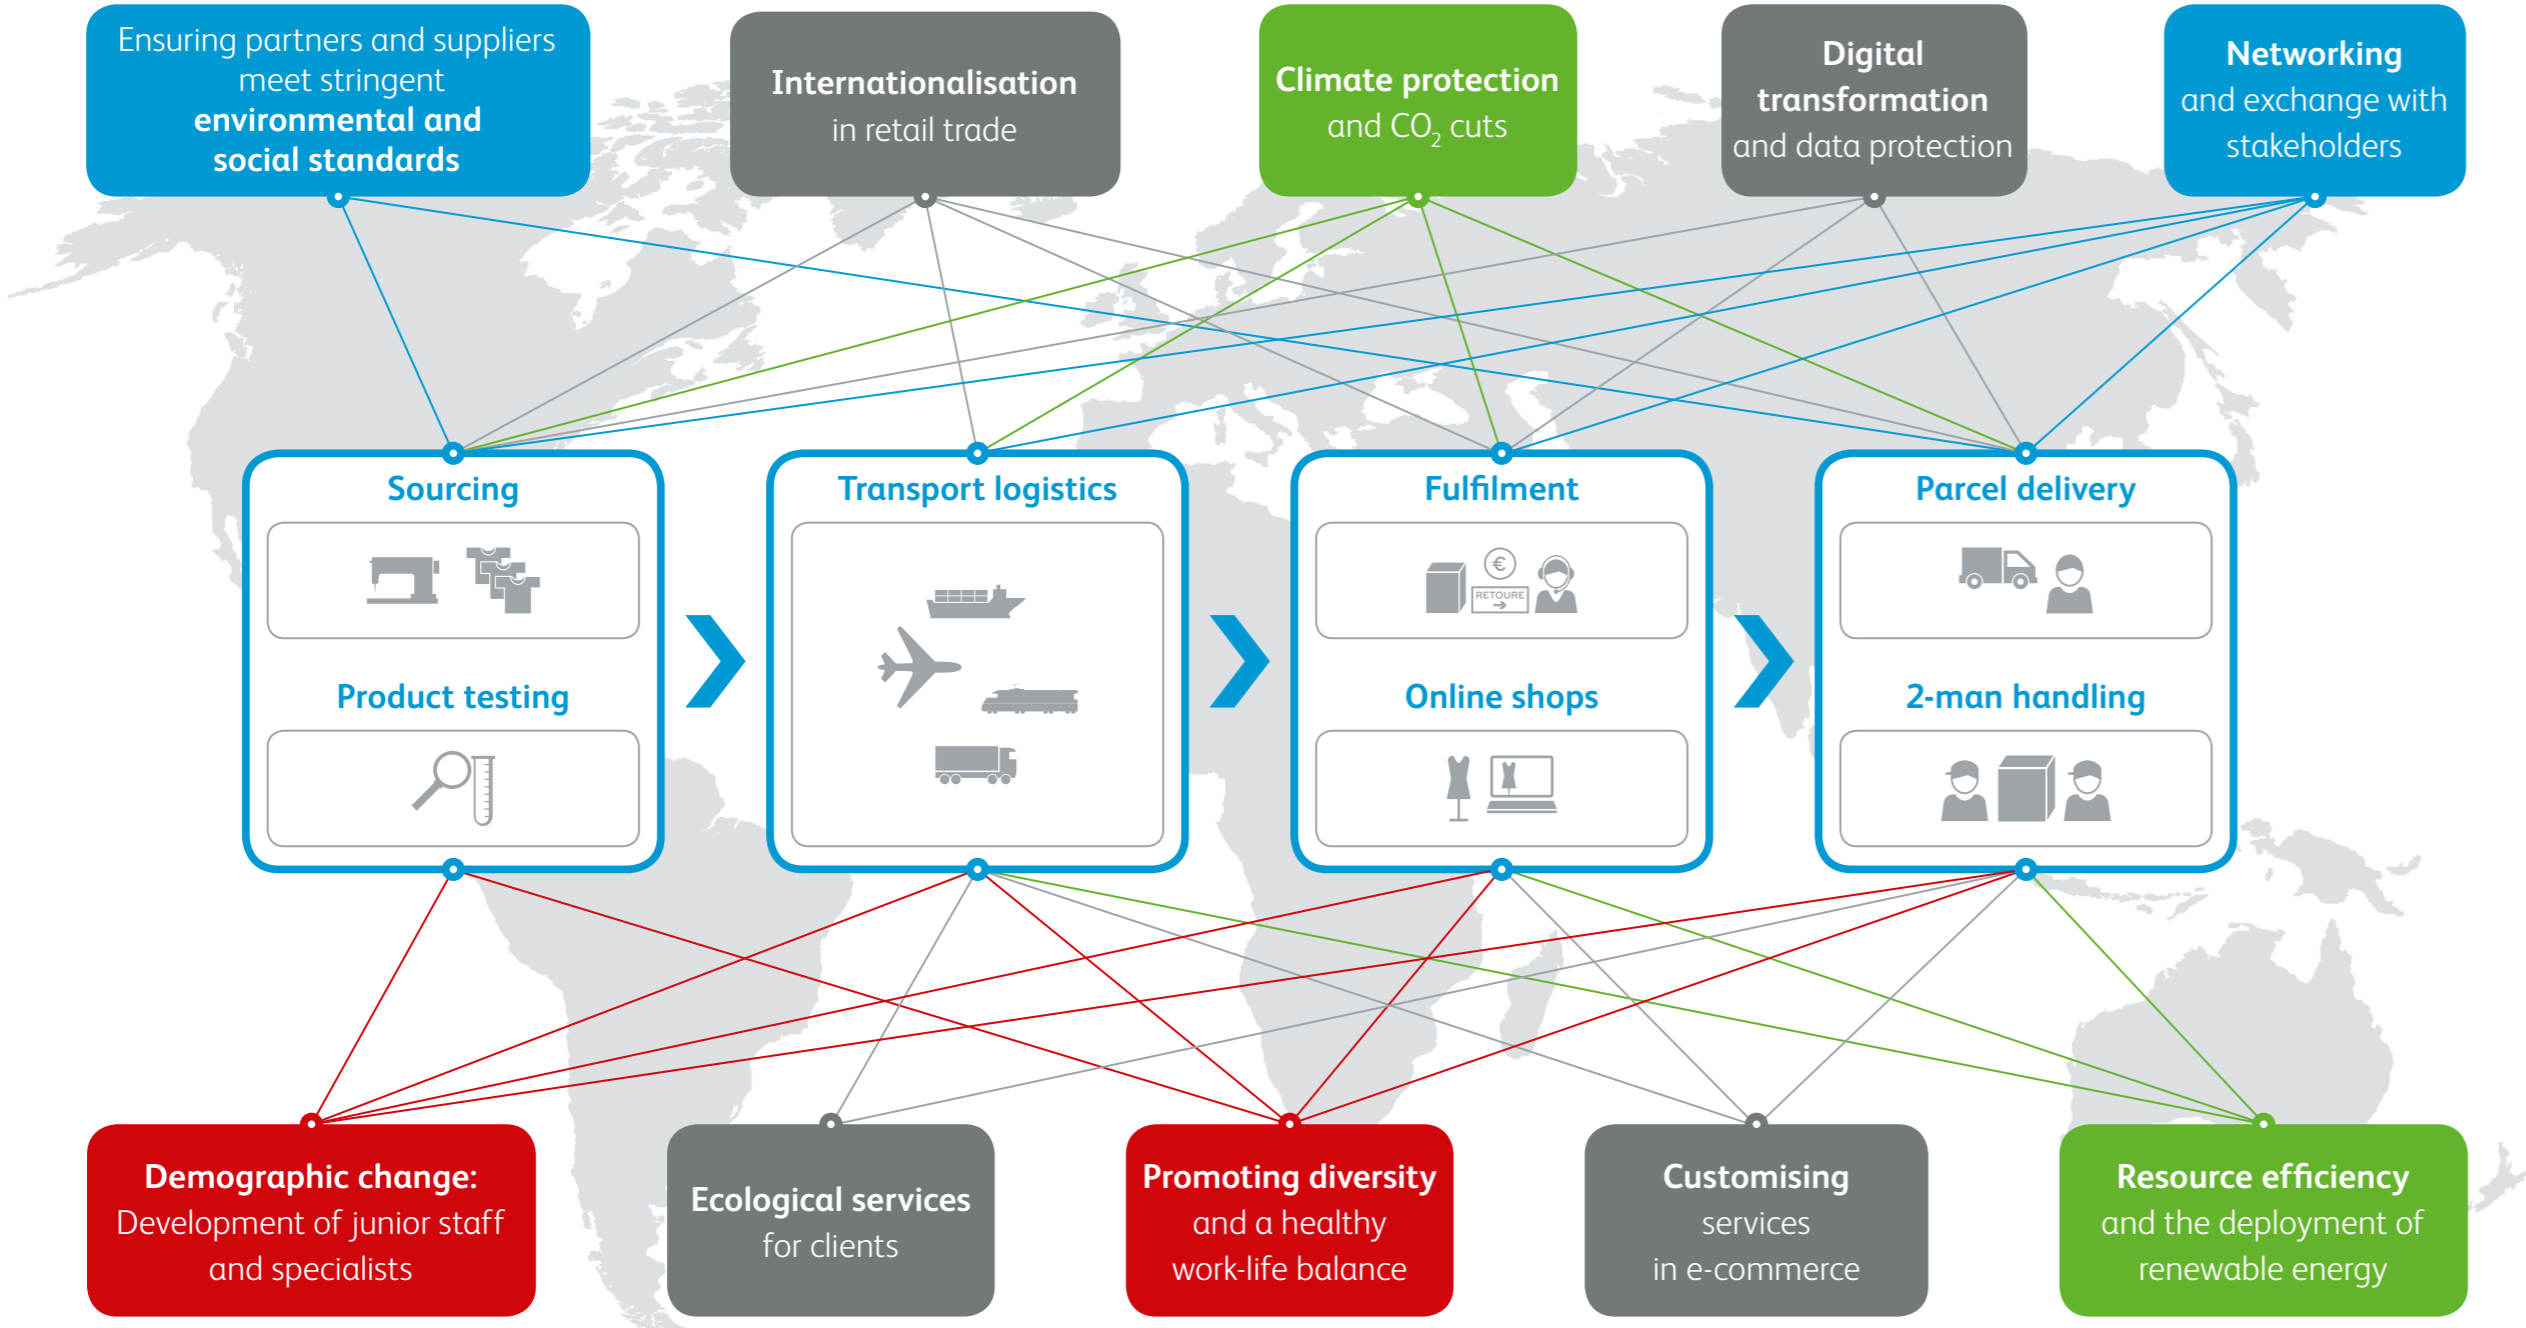 Ensuring partners and suppliers
meet stringent
environmental and
social standards
Internationalisation
in retail trade
Climate protection
and CO₂ cuts
Digital
transformation
and data protection
Networking
and exchange with
stakeholders
Sourcing
Product testing
Transport logistics
Fulfilment
€
RETOURE
Online shops
Parcel delivery
2-man handling
Demographic change:
Development of junior staff
and specialists
Ecological services
for clients
Promoting diversity
and a healthy
work-life balance
Customising
services
in e-commerce
Resource efficiency
and the deployment of
renewable energy